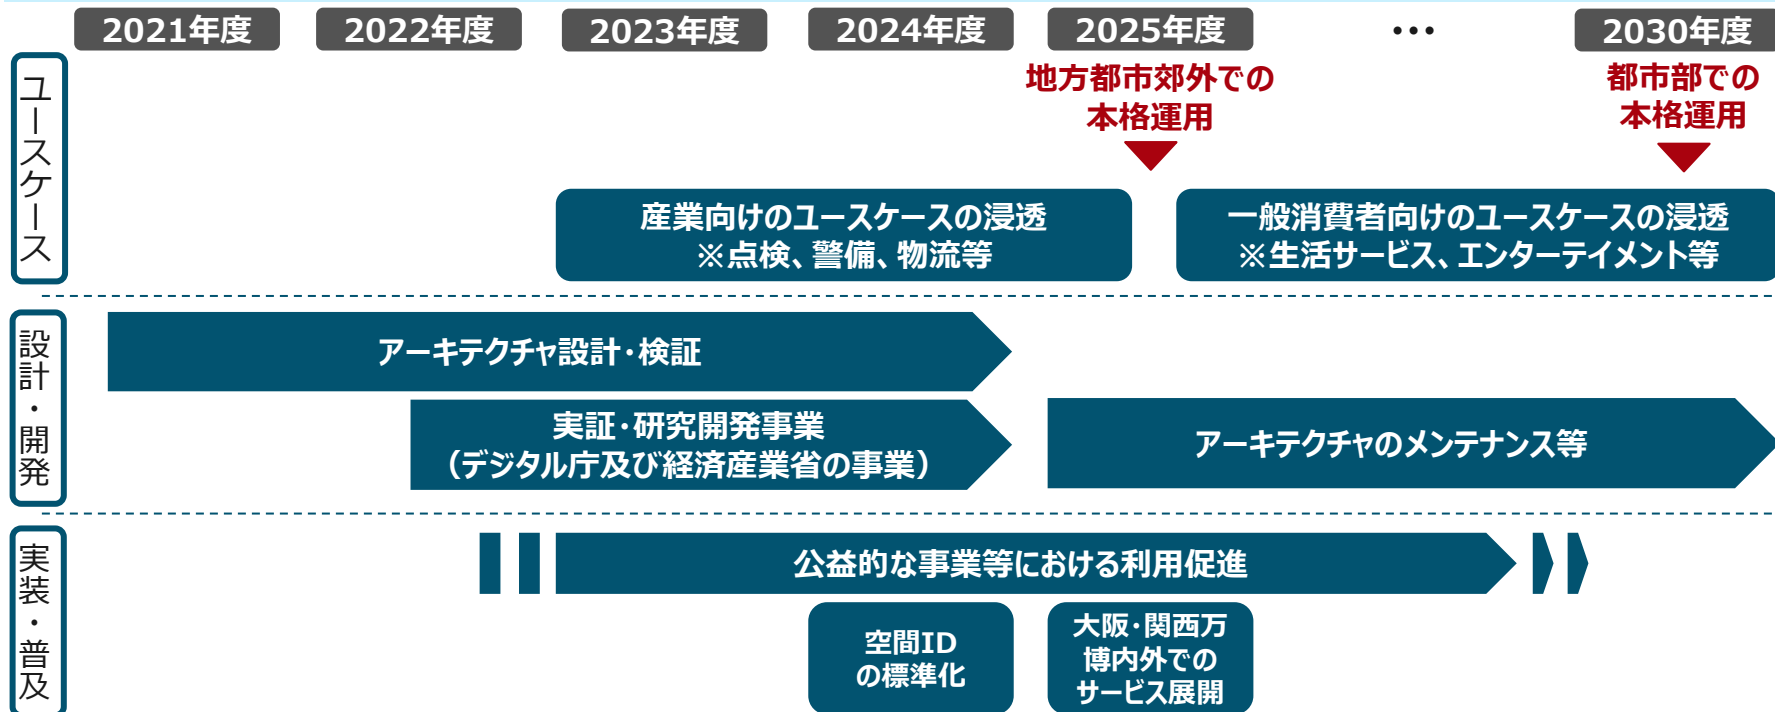 2021年度
2022年度
2023年度
2024年度
2025年度
…
2030年度
ユースケース
地方都市郊外での
本格運用
都市部での
本格運用
産業向けのユースケースの浸透
※点検、警備、物流等
一般消費者向けのユースケースの浸透
※生活サービス、エンターテイメント等
設計・開発
アーキテクチャ設計・検証
実証・研究開発事業
（デジタル庁及び経済産業省の事業）
アーキテクチャのメンテナンス等
実装・普及
公益的な事業等における利用促進
空間ID
の標準化
大阪・関西万
博内外での
サービス展開